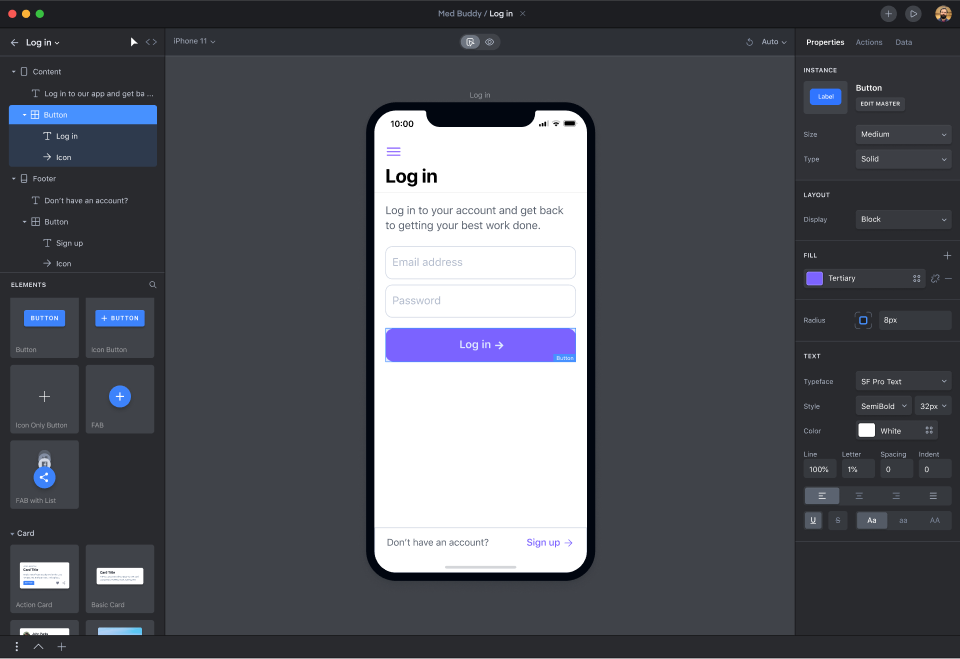 Med Buddy / Log in
Log in
iPhone 11
Auto
Properties
Actions
Data
Content
Log in to our app and get ba ...
Button
Log in
Icon
Footer
Don't have an account?
Button
Sign up
Icon
ELEMENTS
BUTTON
+ BUTTON
Button
Icon Button
Icon Only Button
FAB
FAB with List
Card
Card Title
Card Title
Action Card
Basic Card
Log in
10:00
Log in
Log in to your account and get back
to getting your best work done.
Email address
Password
Log in →
Button
Don't have an account?
Sign up →
INSTANCE
Label
Button
EDIT MASTER
Size
Medium
Type
Solid
LAYOUT
Display
Block
FILL
Tertiary
Radius
8px
TEXT
Typeface
SF Pro Text
Style
SemiBold
32px
Color
White
Line
Letter
Spacing
Indent
100%
1%
0
0
U
S
Aa
aa
AA